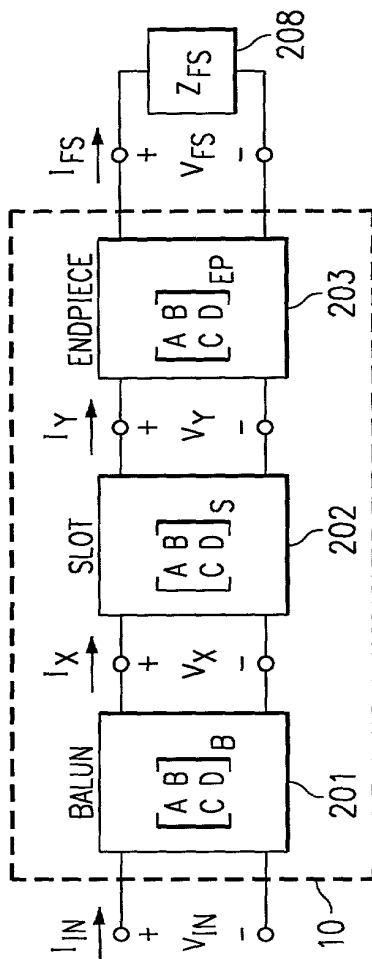 BALUN
SLOT
ENDPIECE
I_IN
I_X
I_Y
I_FS
+
+
+
+
V_IN
[A B
C D]_B
V_X
[A B
C D]_S
V_Y
[A B
C D]_EP
V_FS
Z_FS
−
−
−
−
10
201
202
203
208